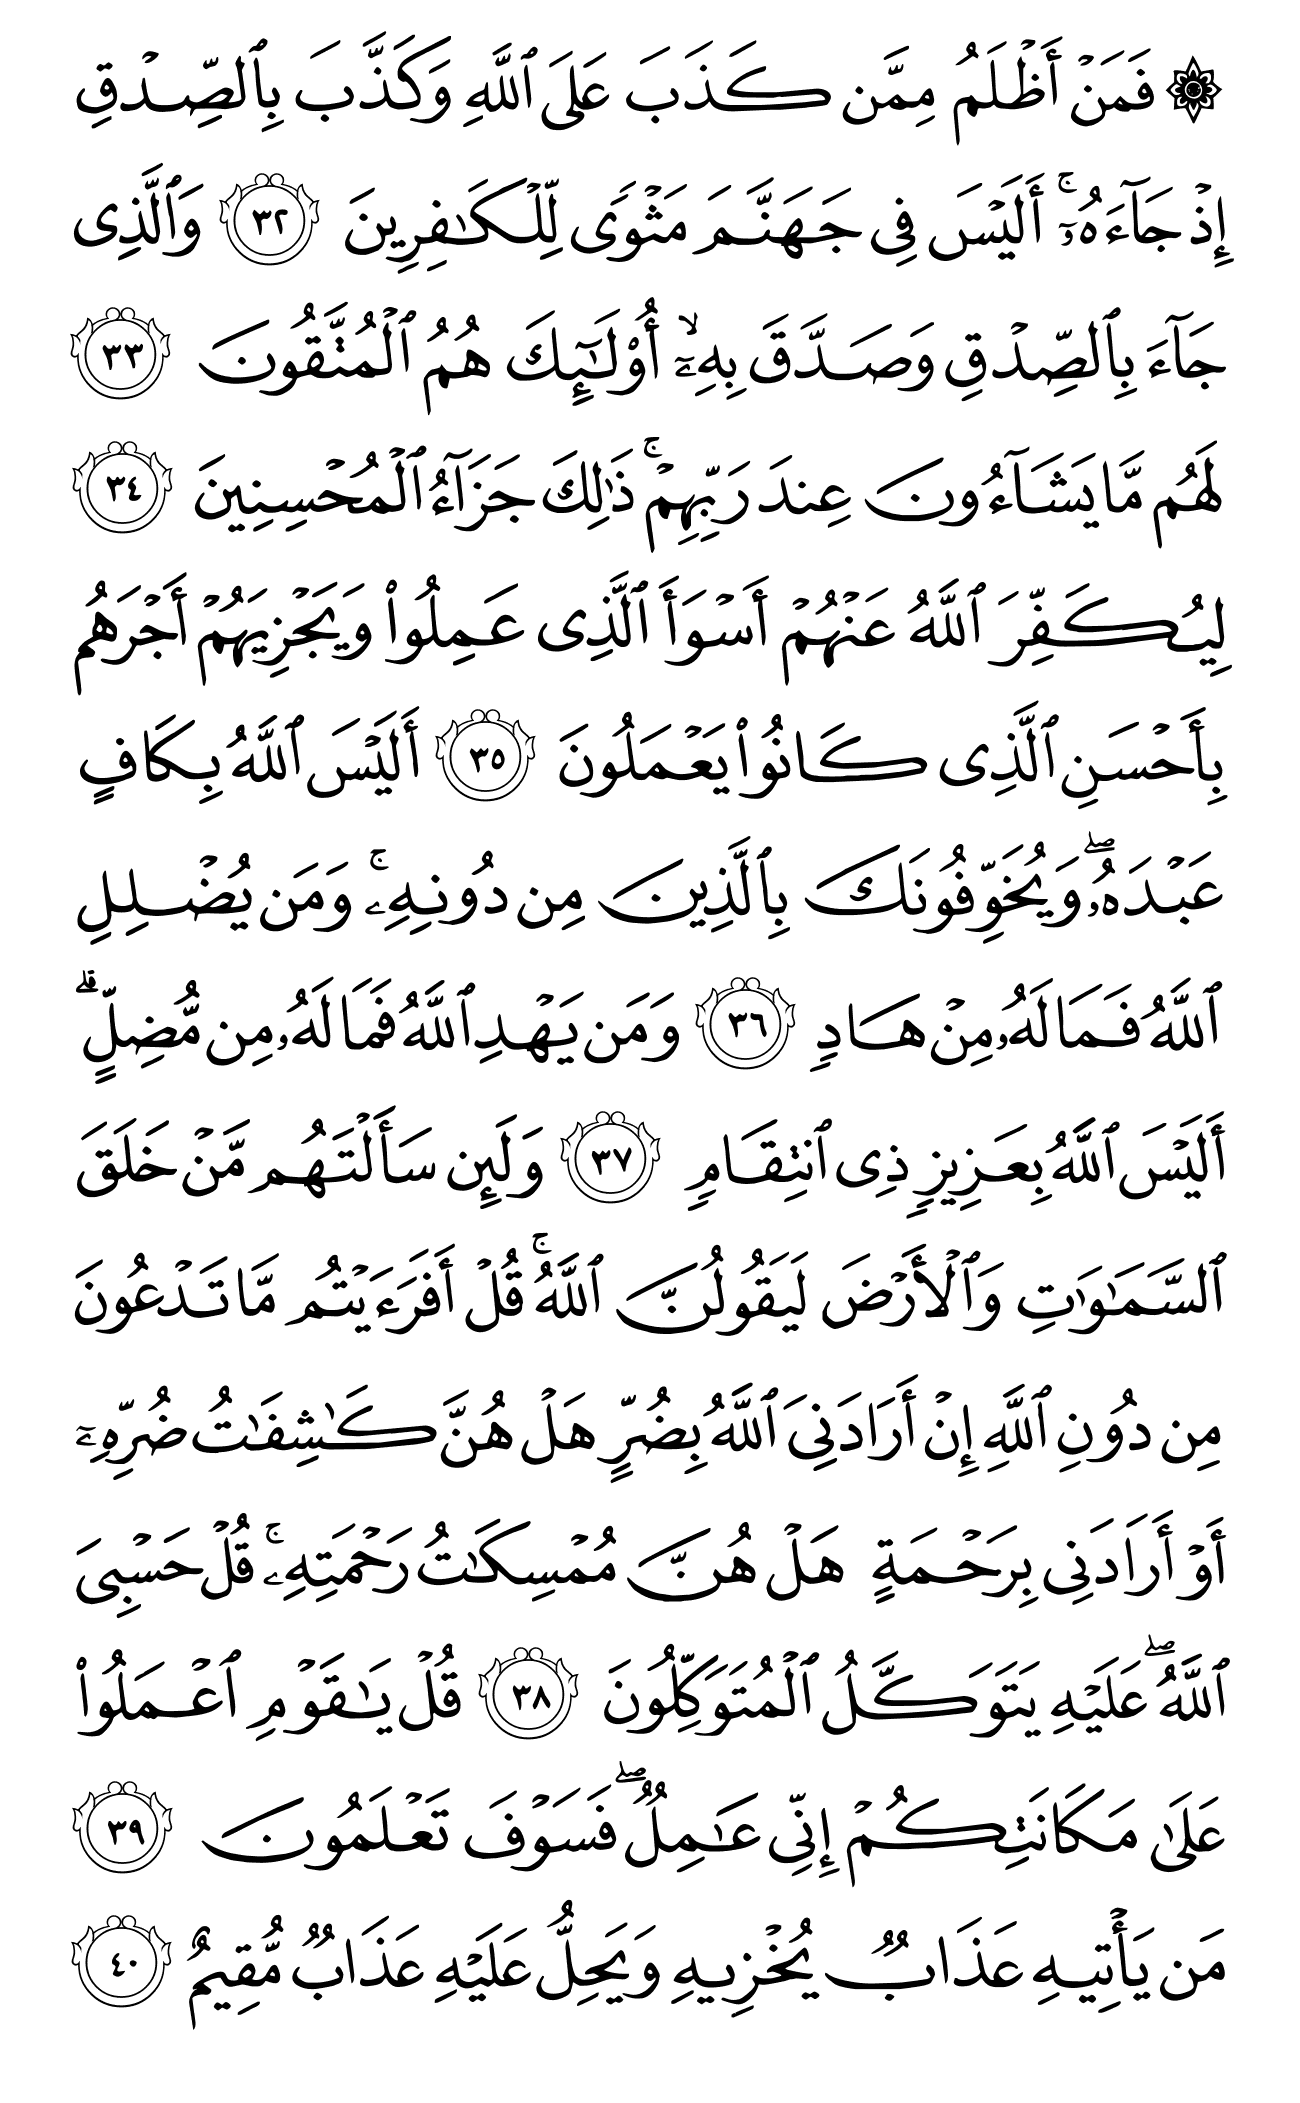 ۞ فَمَنۡ أَظۡلَمُ مِمَّن كَذَبَ عَلَى ٱللَّهِ وَكَذَّبَ بِٱلصِّدۡقِ
إِذۡ جَآءَهُۥٓۚ أَلَيۡسَ فِى جَهَنَّمَ مَثۡوًى لِّلۡكَٰفِرِينَ ٣٢ وَٱلَّذِى
جَآءَ بِٱلصِّدۡقِ وَصَدَّقَ بِهِۦٓۙ أُوْلَٰٓئِكَ هُمُ ٱلۡمُتَّقُونَ ٣٣
لَهُم مَّا يَشَآءُونَ عِندَ رَبِّهِمۡۚ ذَٰلِكَ جَزَآءُ ٱلۡمُحۡسِنِينَ ٣٤
لِيُكَفِّرَ ٱللَّهُ عَنۡهُمۡ أَسۡوَأَ ٱلَّذِى عَمِلُواْ وَيَجۡزِيَهُمۡ أَجۡرَهُم
بِأَحۡسَنِ ٱلَّذِى كَانُواْ يَعۡمَلُونَ ٣٥ أَلَيۡسَ ٱللَّهُ بِكَافٍ
عَبۡدَهُۥۖ وَيُخَوِّفُونَكَ بِٱلَّذِينَ مِن دُونِهِۦۚ وَمَن يُضۡلِلِ
ٱللَّهُ فَمَا لَهُۥ مِنۡ هَادٍ ٣٦ وَمَن يَهۡدِ ٱللَّهُ فَمَا لَهُۥ مِن مُّضِلٍّۗ
أَلَيۡسَ ٱللَّهُ بِعَزِيزٍ ذِى ٱنتِقَامٍ ٣٧ وَلَئِن سَأَلۡتَهُم مَّنۡ خَلَقَ
ٱلسَّمَٰوَٰتِ وَٱلۡأَرۡضَ لَيَقُولُنَّ ٱللَّهُۚ قُلۡ أَفَرَءَيۡتُم مَّا تَدۡعُونَ
مِن دُونِ ٱللَّهِ إِنۡ أَرَادَنِىَ ٱللَّهُ بِضُرٍّ هَلۡ هُنَّ كَٰشِفَٰتُ ضُرِّهِۦٓ
أَوۡ أَرَادَنِى بِرَحۡمَةٍ هَلۡ هُنَّ مُمۡسِكَٰتُ رَحۡمَتِهِۦۚ قُلۡ حَسۡبِىَ
ٱللَّهُۖ عَلَيۡهِ يَتَوَكَّلُ ٱلۡمُتَوَكِّلُونَ ٣٨ قُلۡ يَٰقَوۡمِ ٱعۡمَلُواْ
عَلَىٰ مَكَانَتِكُمۡ إِنِّى عَٰمِلٌۖ فَسَوۡفَ تَعۡلَمُونَ ٣٩
مَن يَأۡتِيهِ عَذَابٌ يُخۡزِيهِ وَيَحِلُّ عَلَيۡهِ عَذَابٌ مُّقِيمٌ ٤٠